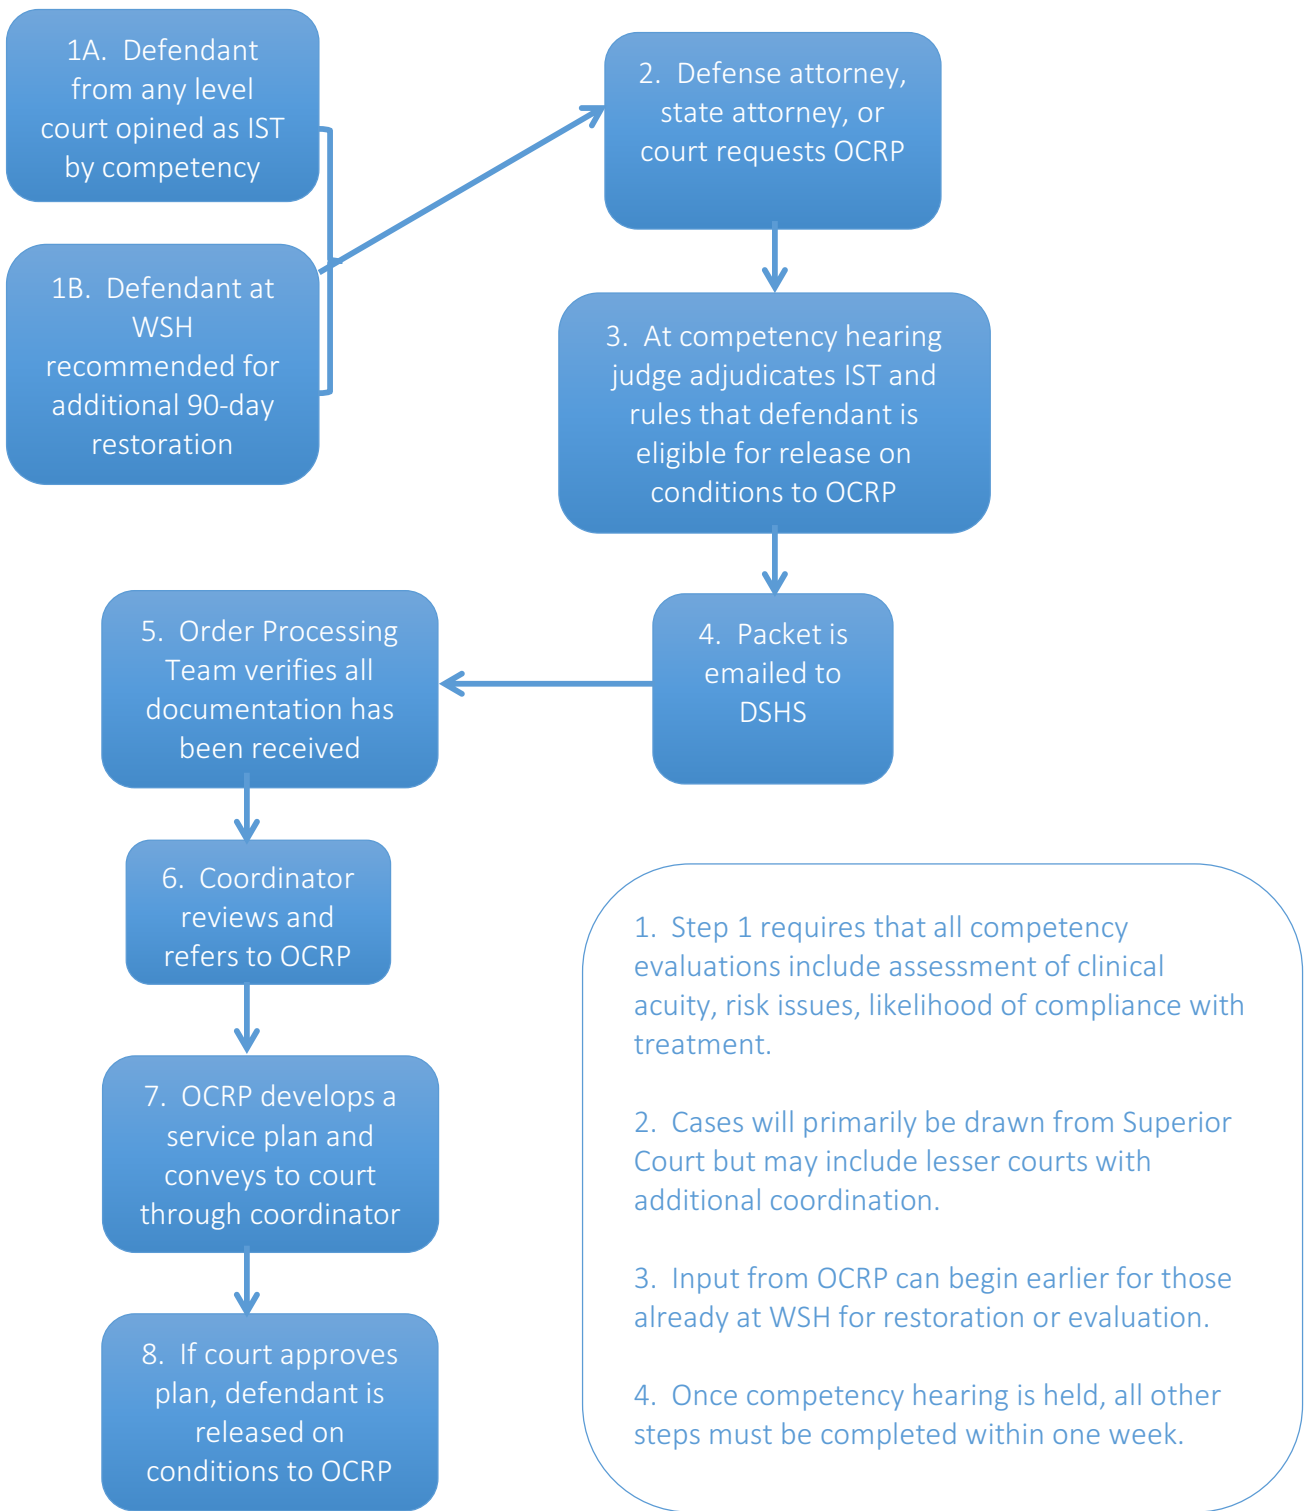 1A. Defendant
from any level
court opined as IST
by competency
1B. Defendant at
WSH
recommended for
additional 90-day
restoration
2. Defense attorney,
state attorney, or
court requests OCRP
3. At competency hearing
judge adjudicates IST and
rules that defendant is
eligible for release on
conditions to OCRP
4. Packet is
emailed to
DSHS
5. Order Processing
Team verifies all
documentation has
been received
6. Coordinator
reviews and
refers to OCRP
7. OCRP develops a
service plan and
conveys to court
through coordinator
8. If court approves
plan, defendant is
released on
conditions to OCRP
1. Step 1 requires that all competency
evaluations include assessment of clinical
acuity, risk issues, likelihood of compliance with
treatment.
2. Cases will primarily be drawn from Superior
Court but may include lesser courts with
additional coordination.
3. Input from OCRP can begin earlier for those
already at WSH for restoration or evaluation.
4. Once competency hearing is held, all other
steps must be completed within one week.